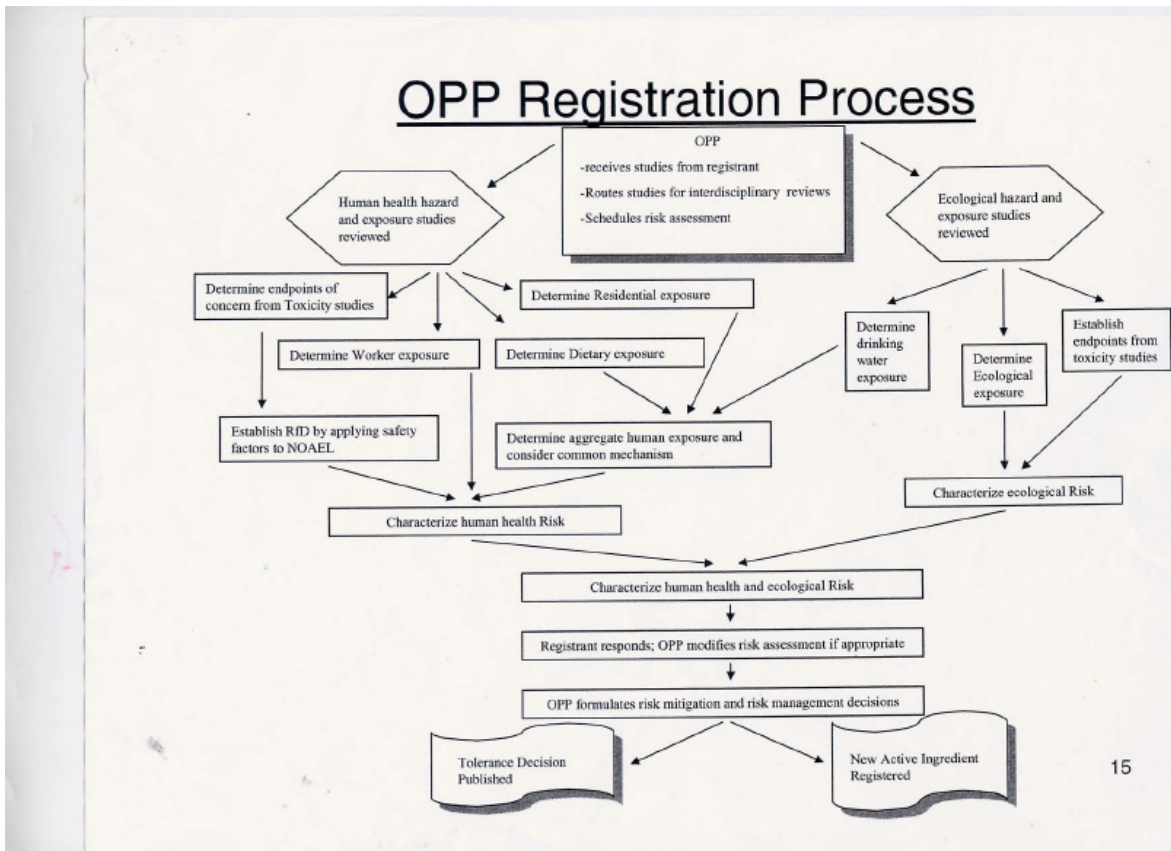 OPP Registration Process
OPP
-receives studies from registrant
-Routes studies for interdisciplinary reviews
-Schedules risk assessment
Human health hazard
and exposure studies
reviewed
Ecological hazard and
exposure studies
reviewed
Determine endpoints of
concern from Toxicity studies
Determine Residential exposure
Determine Worker exposure
Determine Dietary exposure
Determine
drinking
water
exposure
Determine
Ecological
exposure
Establish
endpoints from
toxicity studies
Establish RfD by applying safety
factors to NOAEL
Determine aggregate human exposure and
consider common mechanism
Characterize ecological Risk
Characterize human health Risk
Characterize human health and ecological Risk
Registrant responds; OPP modifies risk assessment if appropriate
OPP formulates risk mitigation and risk management decisions
Tolerance Decision
Published
New Active Ingredient
Registered
15